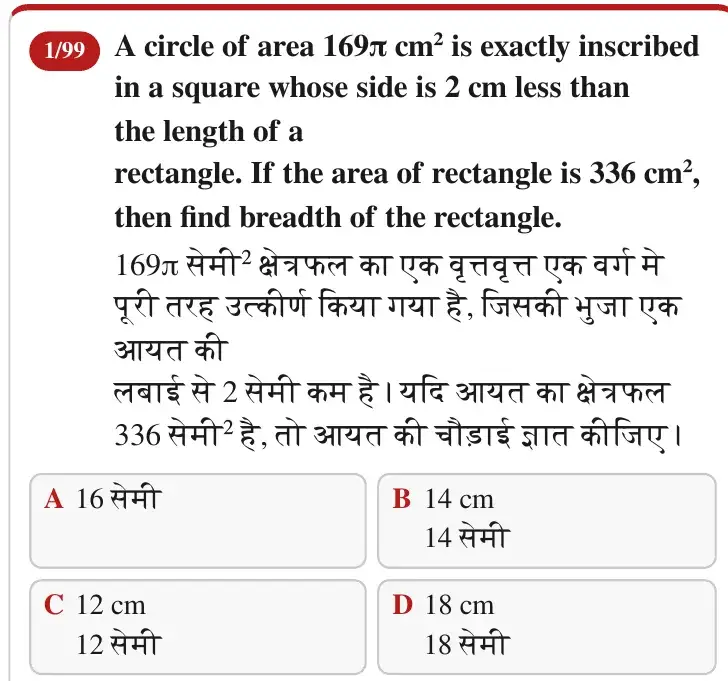 1/99 A circle of area 169π cm² is exactly inscribed
in a square whose side is 2 cm less than
the length of a
rectangle. If the area of rectangle is 336 cm²,
then find breadth of the rectangle.
169π सेमी² क्षेत्रफल का एक वृत्तवृत्त एक वर्ग मे
पूरी तरह उत्कीर्ण किया गया है, जिसकी भुजा एक
आयत की
लबाई से 2 सेमी कम है। यदि आयत का क्षेत्रफल
336 सेमी² है, तो आयत की चौड़ाई ज्ञात कीजिए।
A 16 सेमी
B 14 cm
14 सेमी
C 12 cm
12 सेमी
D 18 cm
18 सेमी